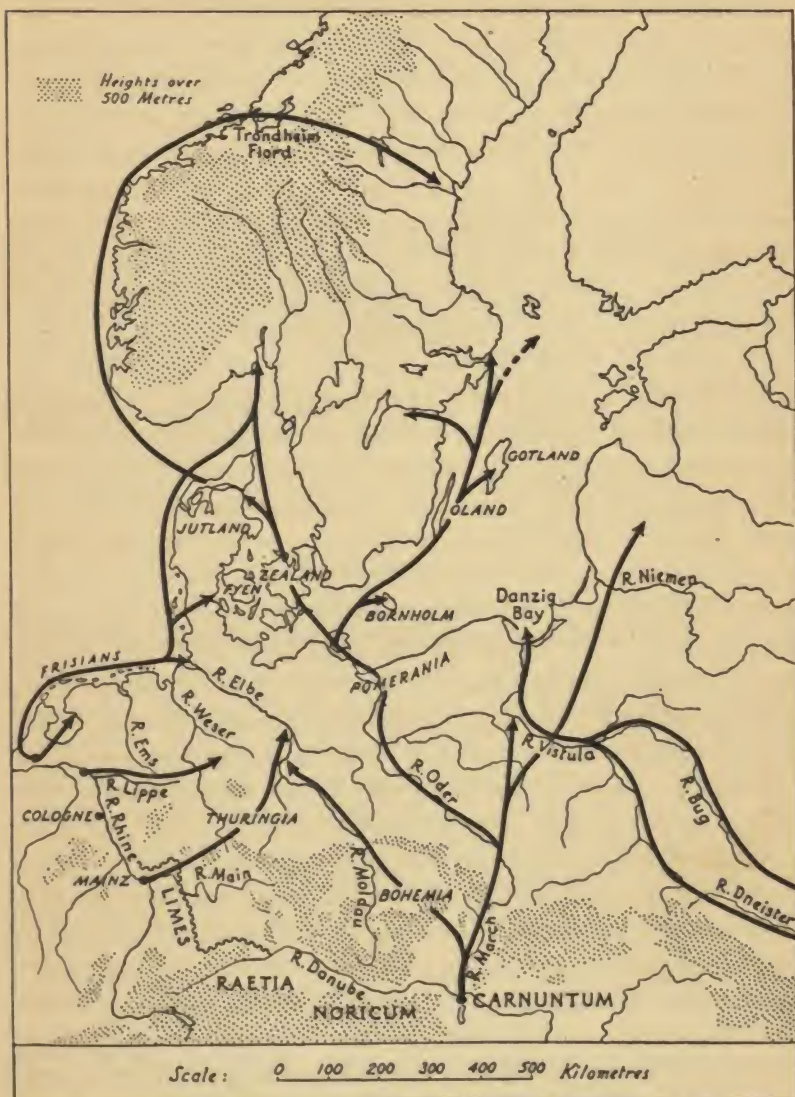 Heights over
500 Metres
Trondheim
Fiord
GOTLAND
JUTLAND
OLAND
ZEALAND
FYEN
Danzig
Bay
R. Niemen
BORNHOLM
FRISIANS
POMERANIA
R. Elbe
R. Weser
R. Ems
R. Vistula
R. Oder
R. Lippe
R. Bug
COLOGNE
R. Rhine
THURINGIA
MAINZ
R. Main
R. Moldau
BOHEMIA
R. Dneister
LIMES
R. March
R. Danube
RAETIA
NORICUM
CARNUNTUM
Scale: 0 100 200 300 400 500 Kilometres